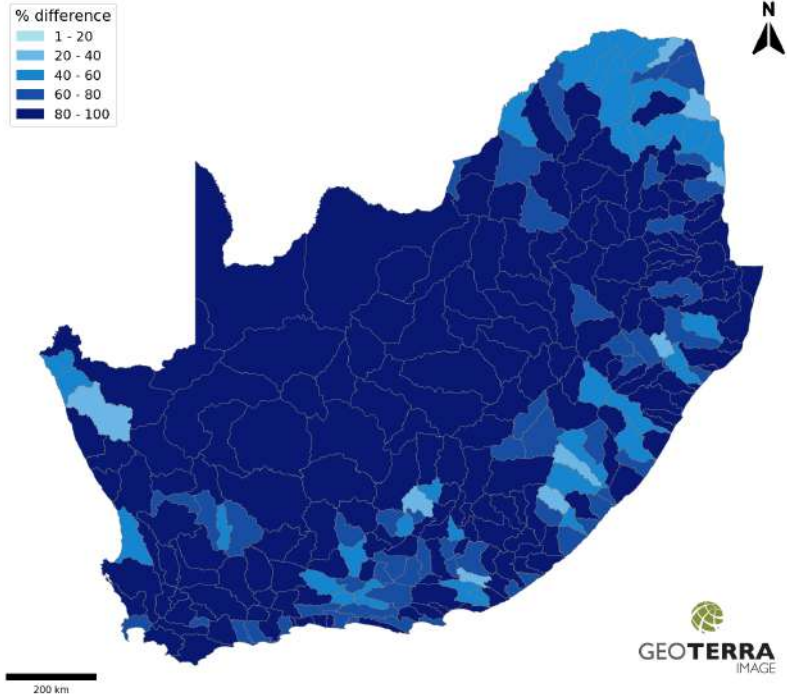 % difference
1 - 20
20 - 40
40 - 60
60 - 80
80 - 100
N
GEOTERRA
IMAGE
200 km